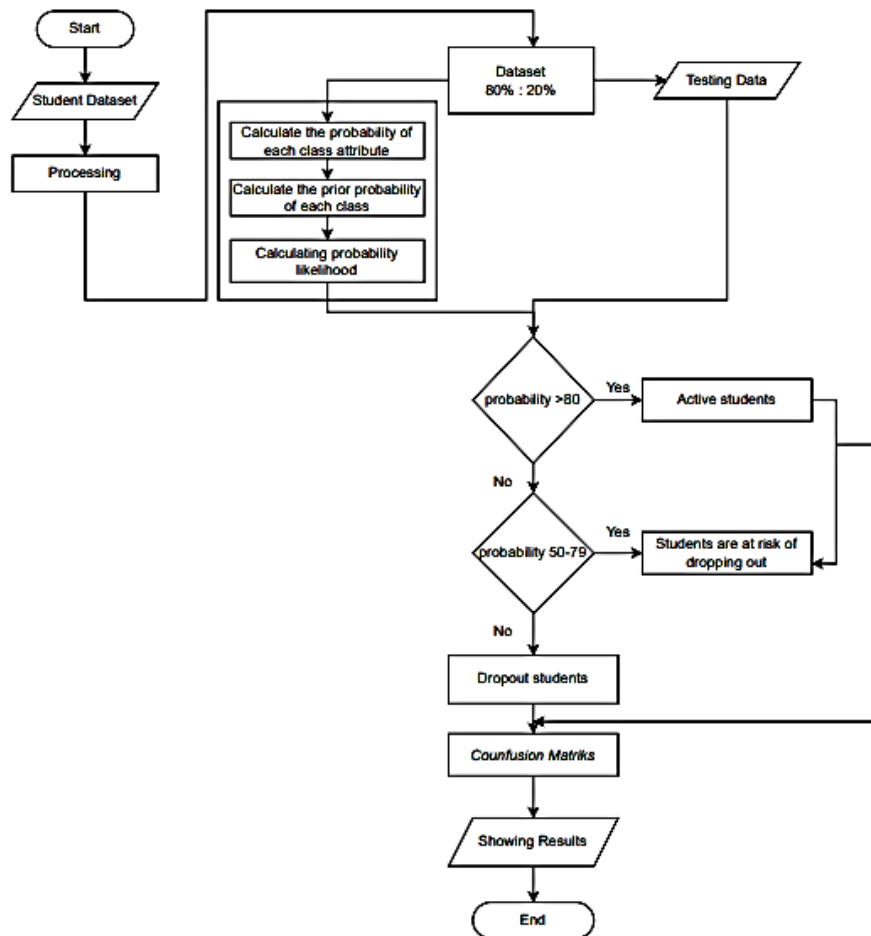 Start
Student Dataset
Processing
Dataset
80% : 20%
Testing Data
Calculate the probability of
each class attribute
Calculate the prior probability
of each class
Calculating probability
likelihood
probability >80
Yes
Active students
No
probability 50-79
Yes
Students are at risk of
dropping out
No
Dropout students
Counfusion Matriks
Showing Results
End